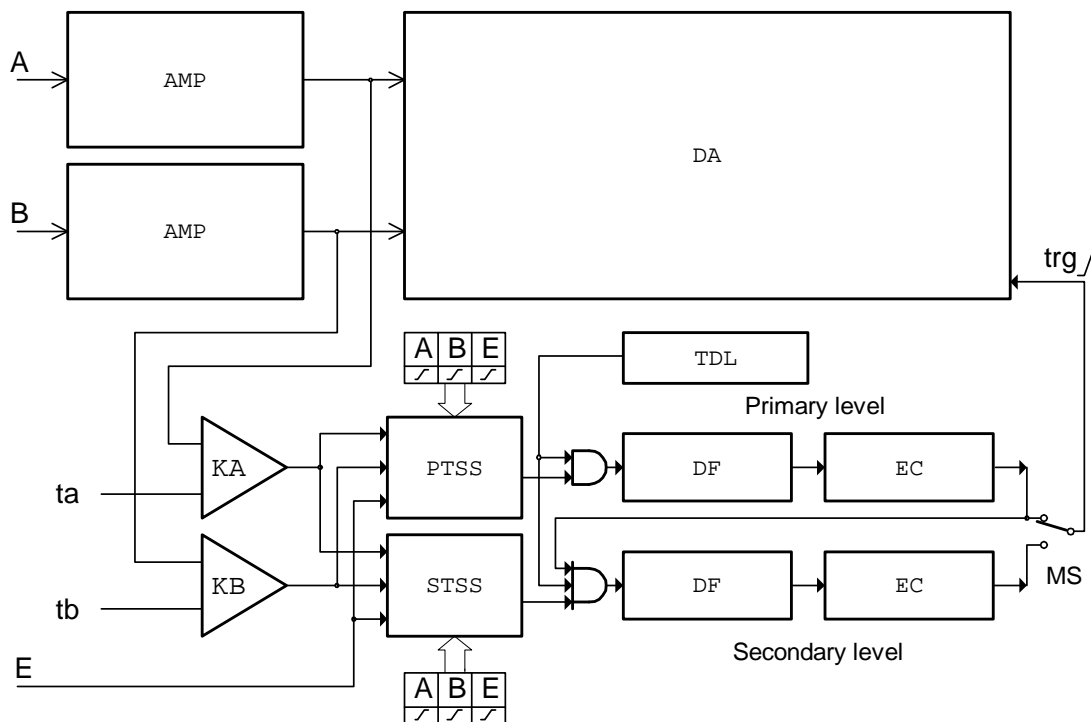 A
AMP
DA
B
AMP
trg
A B E
TDL
Primary level
KA
PTSS
DF
EC
ta
KB
STSS
DF
EC
MS
tb
Secondary level
E
A B E